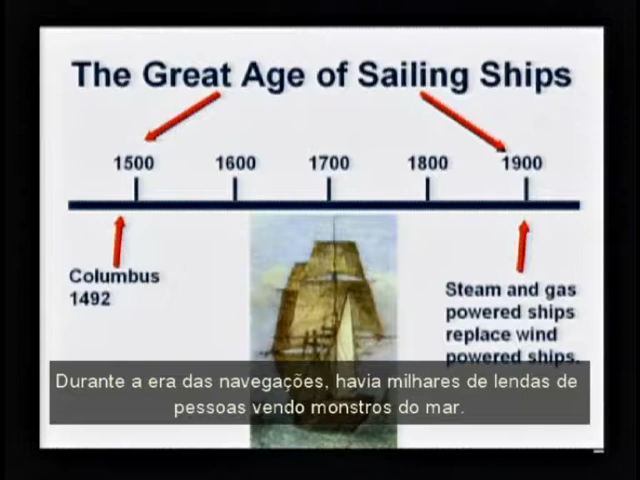 The Great Age of Sailing Ships
1500 1600 1700 1800 1900
Columbus
1492
Steam and gas
powered ships
replace wind
powered ships.
Durante a era das navegações, havia milhares de lendas de
pessoas vendo monstros do mar.